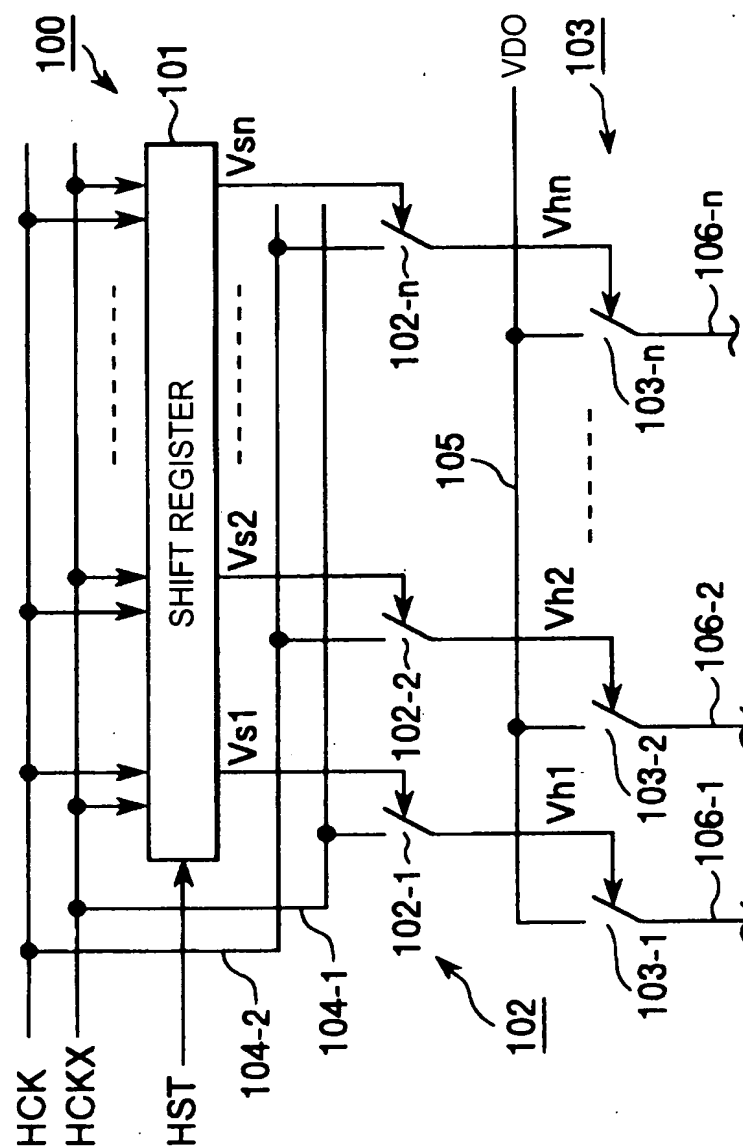 100
HCK
HCKX
101
HST
SHIFT REGISTER
Vs1
Vs2
Vsn
104-2
104-1
102-1
102-2
102-n
102
105
VDO
Vh1
Vh2
Vhn
103
103-1
103-2
103-n
106-1
106-2
106-n